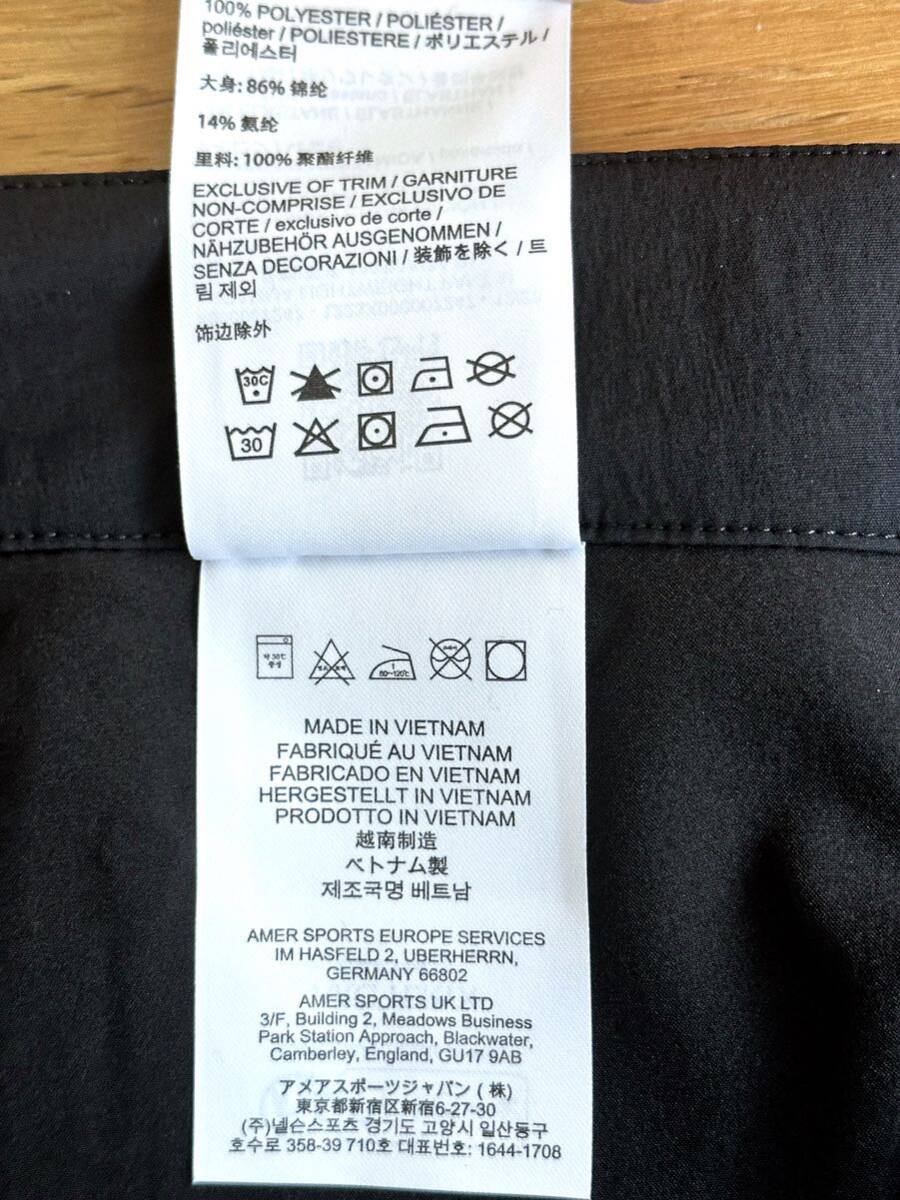 100% POLYESTER / POLIÉSTER /
poliéster / POLIESTERE / ポリエステル /
폴리에스터
大身: 86% 锦纶
14% 氨纶
里料: 100% 聚酯纤维
EXCLUSIVE OF TRIM / GARNITURE
NON-COMPRISE / EXCLUSIVO DE
CORTE / exclusivo de corte /
NÄHZUBEHÖR AUSGENOMMEN /
SENZA DECORAZIONI / 装飾を除く / 트
림 제외
饰边除外
30C
30
약 30℃
중성
1
80~120℃
MADE IN VIETNAM
FABRIQUÉ AU VIETNAM
FABRICADO EN VIETNAM
HERGESTELLT IN VIETNAM
PRODOTTO IN VIETNAM
越南制造
ベトナム製
제조국명 베트남
AMER SPORTS EUROPE SERVICES
IM HASFELD 2, UBERHERRN,
GERMANY 66802
AMER SPORTS UK LTD
3/F, Building 2, Meadows Business
Park Station Approach, Blackwater,
Camberley, England, GU17 9AB
アメアスポーツジャパン (株)
東京都新宿区新宿6-27-30
(주)넬슨스포츠 경기도 고양시 일산동구
호수로 358-39 710호 대표번호: 1644-1708